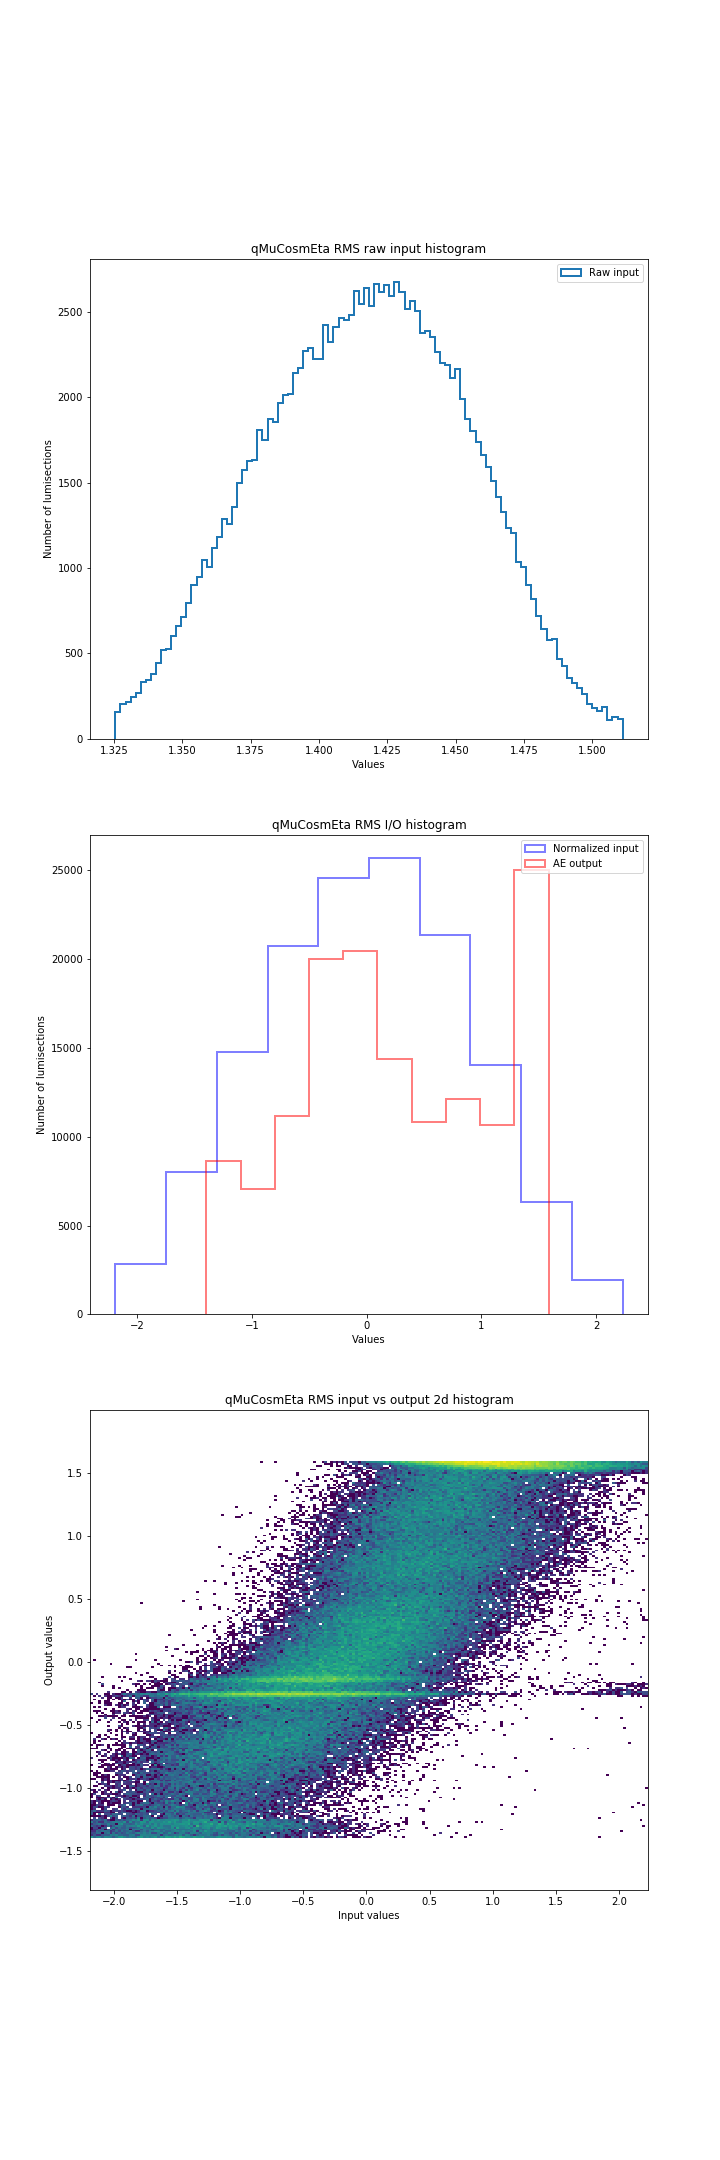 qMuCosmEta RMS raw input histogram
Raw input
2500
2000
1500
1000
500
0
Number of lumisections
1.325 1.350 1.375 1.400 1.425 1.450 1.475 1.500
Values
qMuCosmEta RMS I/O histogram
Normalized input
AE output
25000
20000
15000
10000
5000
0
Number of lumisections
−2 −1 0 1 2
Values
qMuCosmEta RMS input vs output 2d histogram
1.5
1.0
0.5
0.0
−0.5
−1.0
−1.5
Output values
−2.0 −1.5 −1.0 −0.5 0.0 0.5 1.0 1.5 2.0
Input values